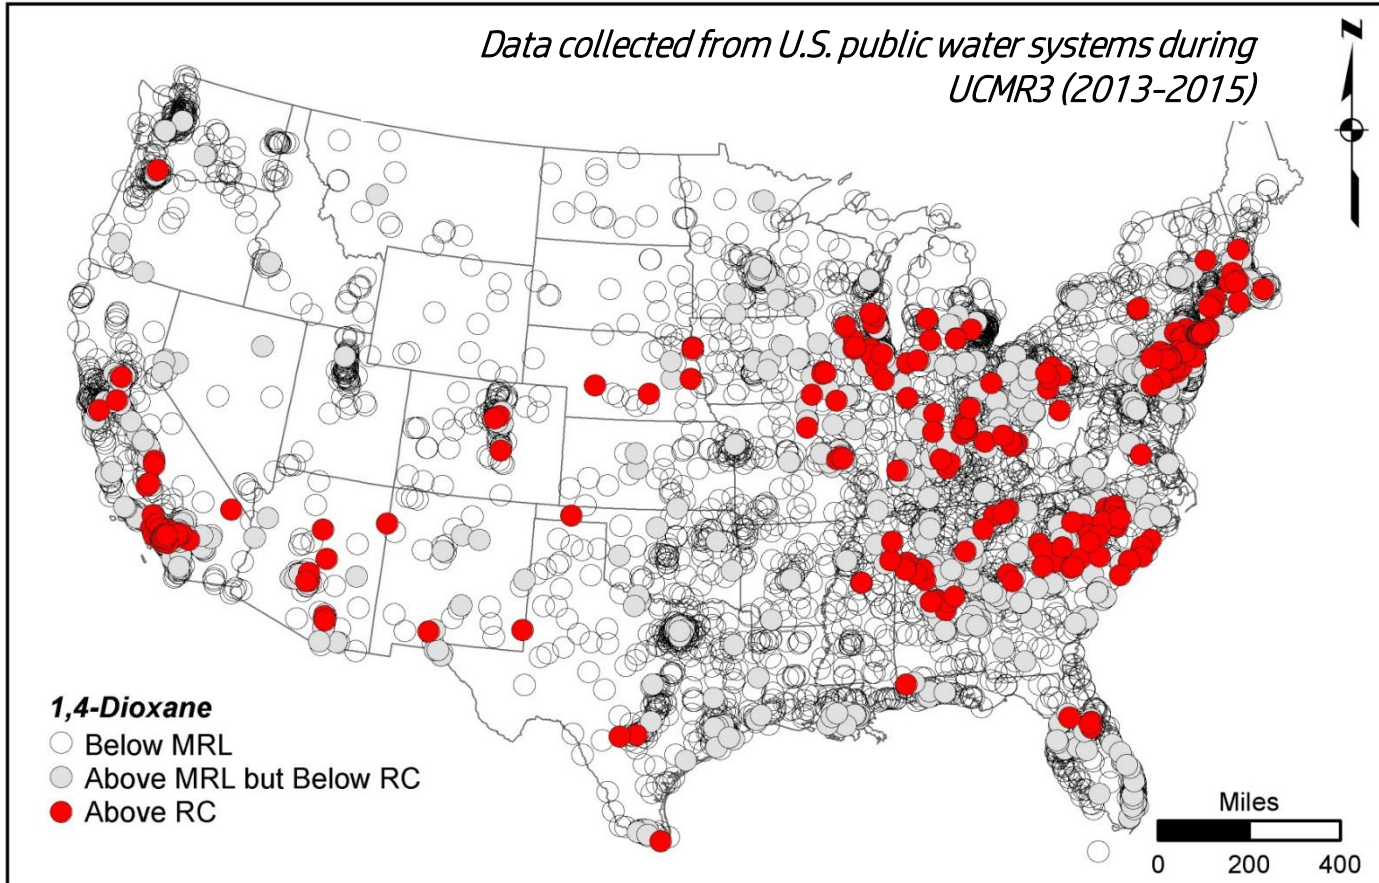 Data collected from U.S. public water systems during
UCMR3 (2013-2015)
N
1,4-Dioxane
Below MRL
Above MRL but Below RC
Above RC
Miles
0 200 400